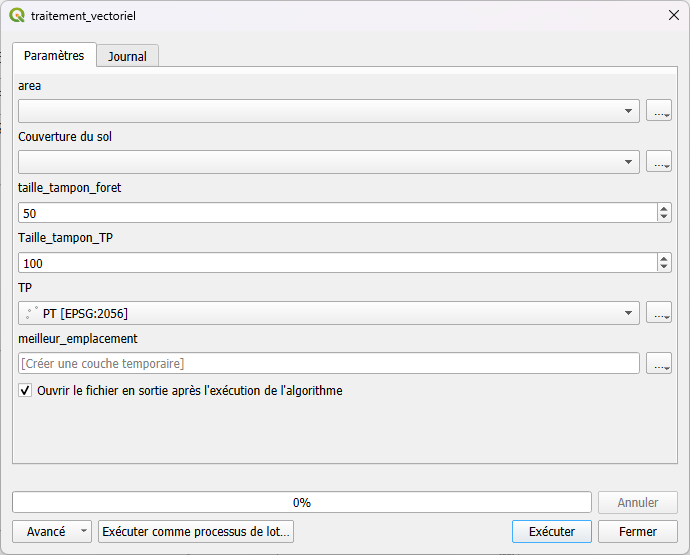 traitement_vectoriel
Paramètres
Journal
area
...
Couverture du sol
...
taille_tampon_foret
50
Taille_tampon_TP
100
TP
PT [EPSG:2056]
...
meilleur_emplacement
[Créer une couche temporaire]
...
Ouvrir le fichier en sortie après l'exécution de l'algorithme
0%
Annuler
Avancé
Exécuter comme processus de lot...
Exécuter
Fermer